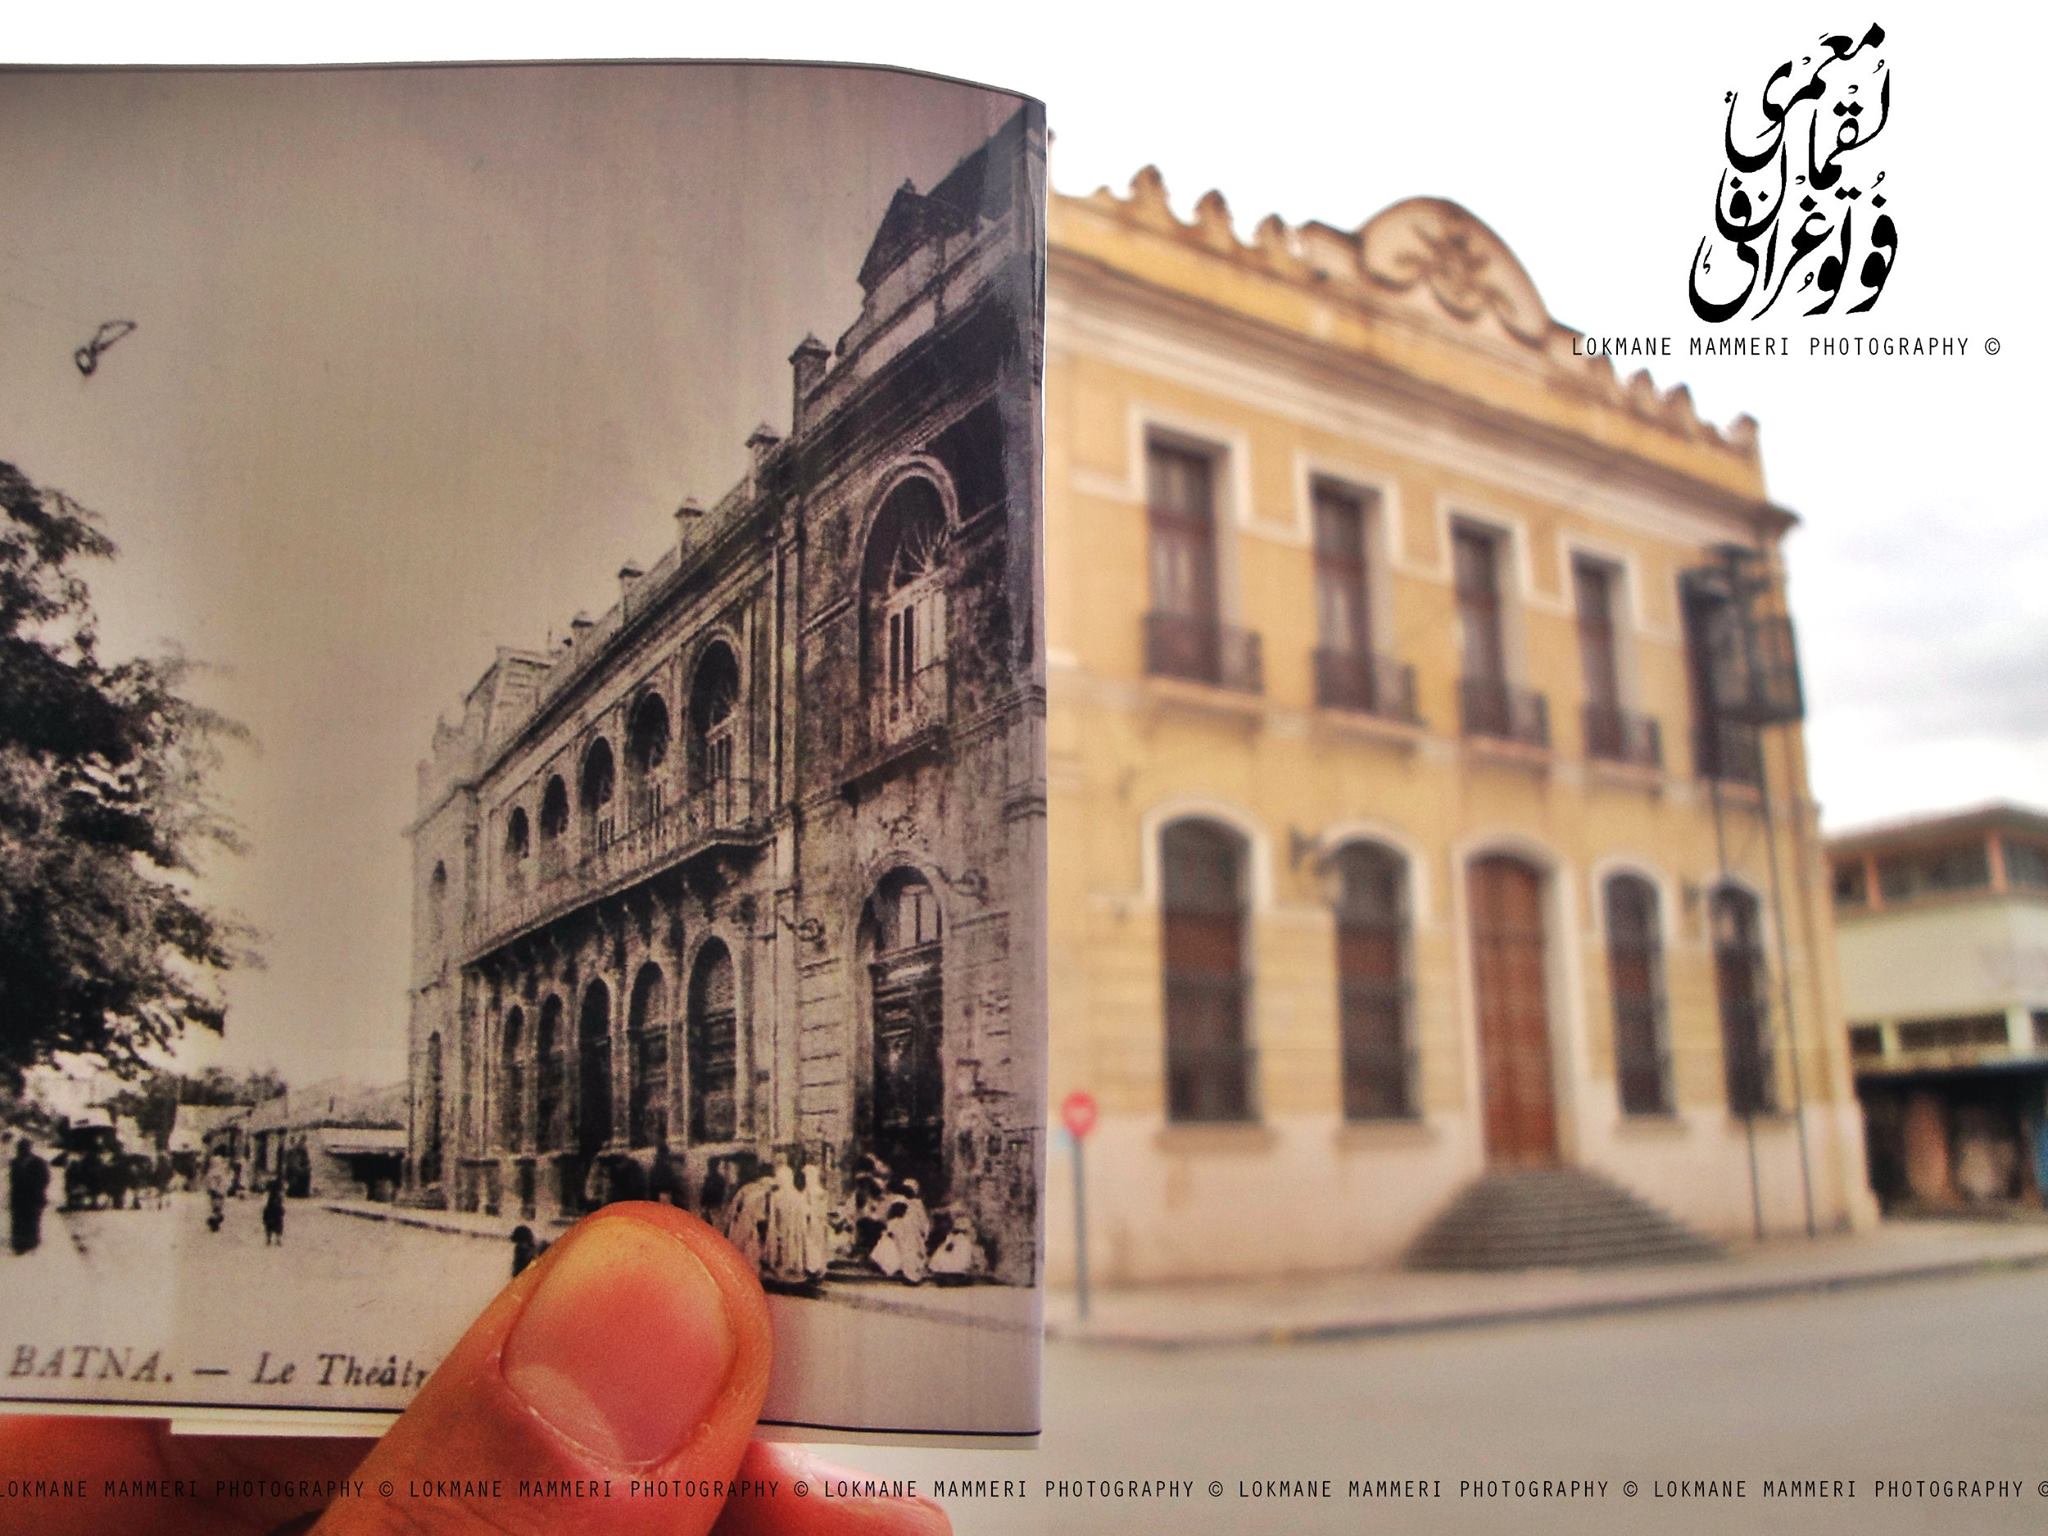 معمري
لقمان
فوتوغرافي
LOKMANE MAMMERI PHOTOGRAPHY ©
BATNA. — Le Théâtr
LOKMANE MAMMERI PHOTOGRAPHY © LOKMANE MAMMERI PHOTOGRAPHY © LOKMANE MAMMERI PHOTOGRAPHY © LOKMANE MAMMERI PHOTOGRAPHY © LOKMANE MAMMERI PHOTOGRAPHY ©